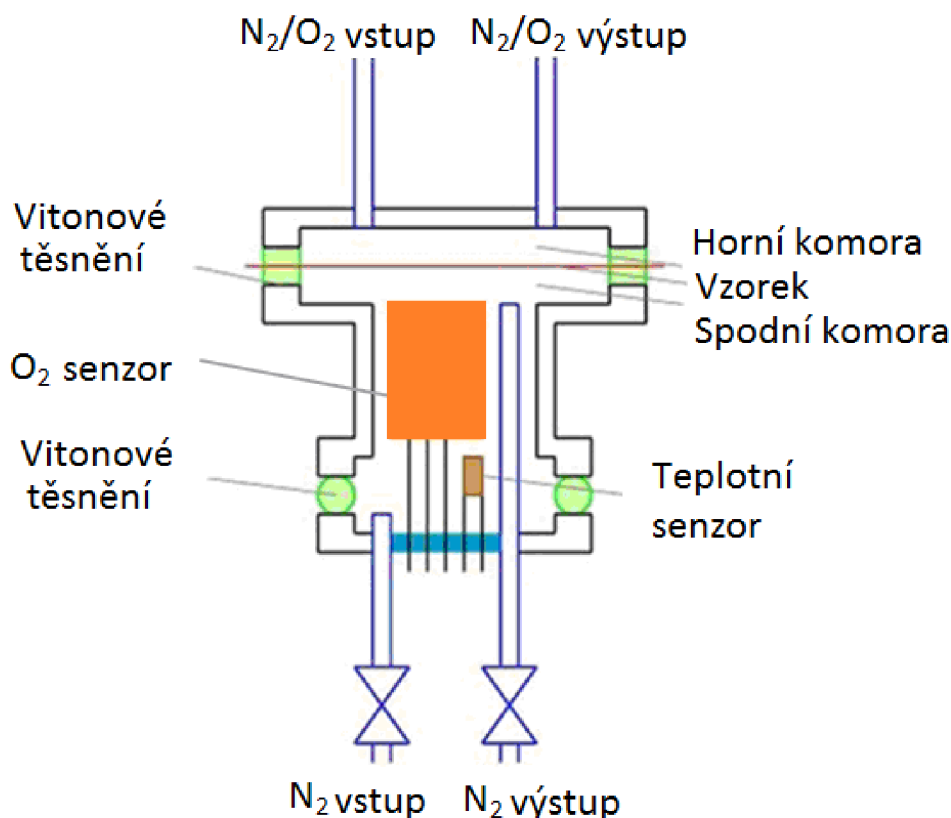 N₂/O₂ vstup
N₂/O₂ výstup
Vitonové
těsnění
Horní komora
Vzorek
Spodní komora
O₂ senzor
Vitonové
těsnění
Teplotní
senzor
N₂ vstup
N₂ výstup